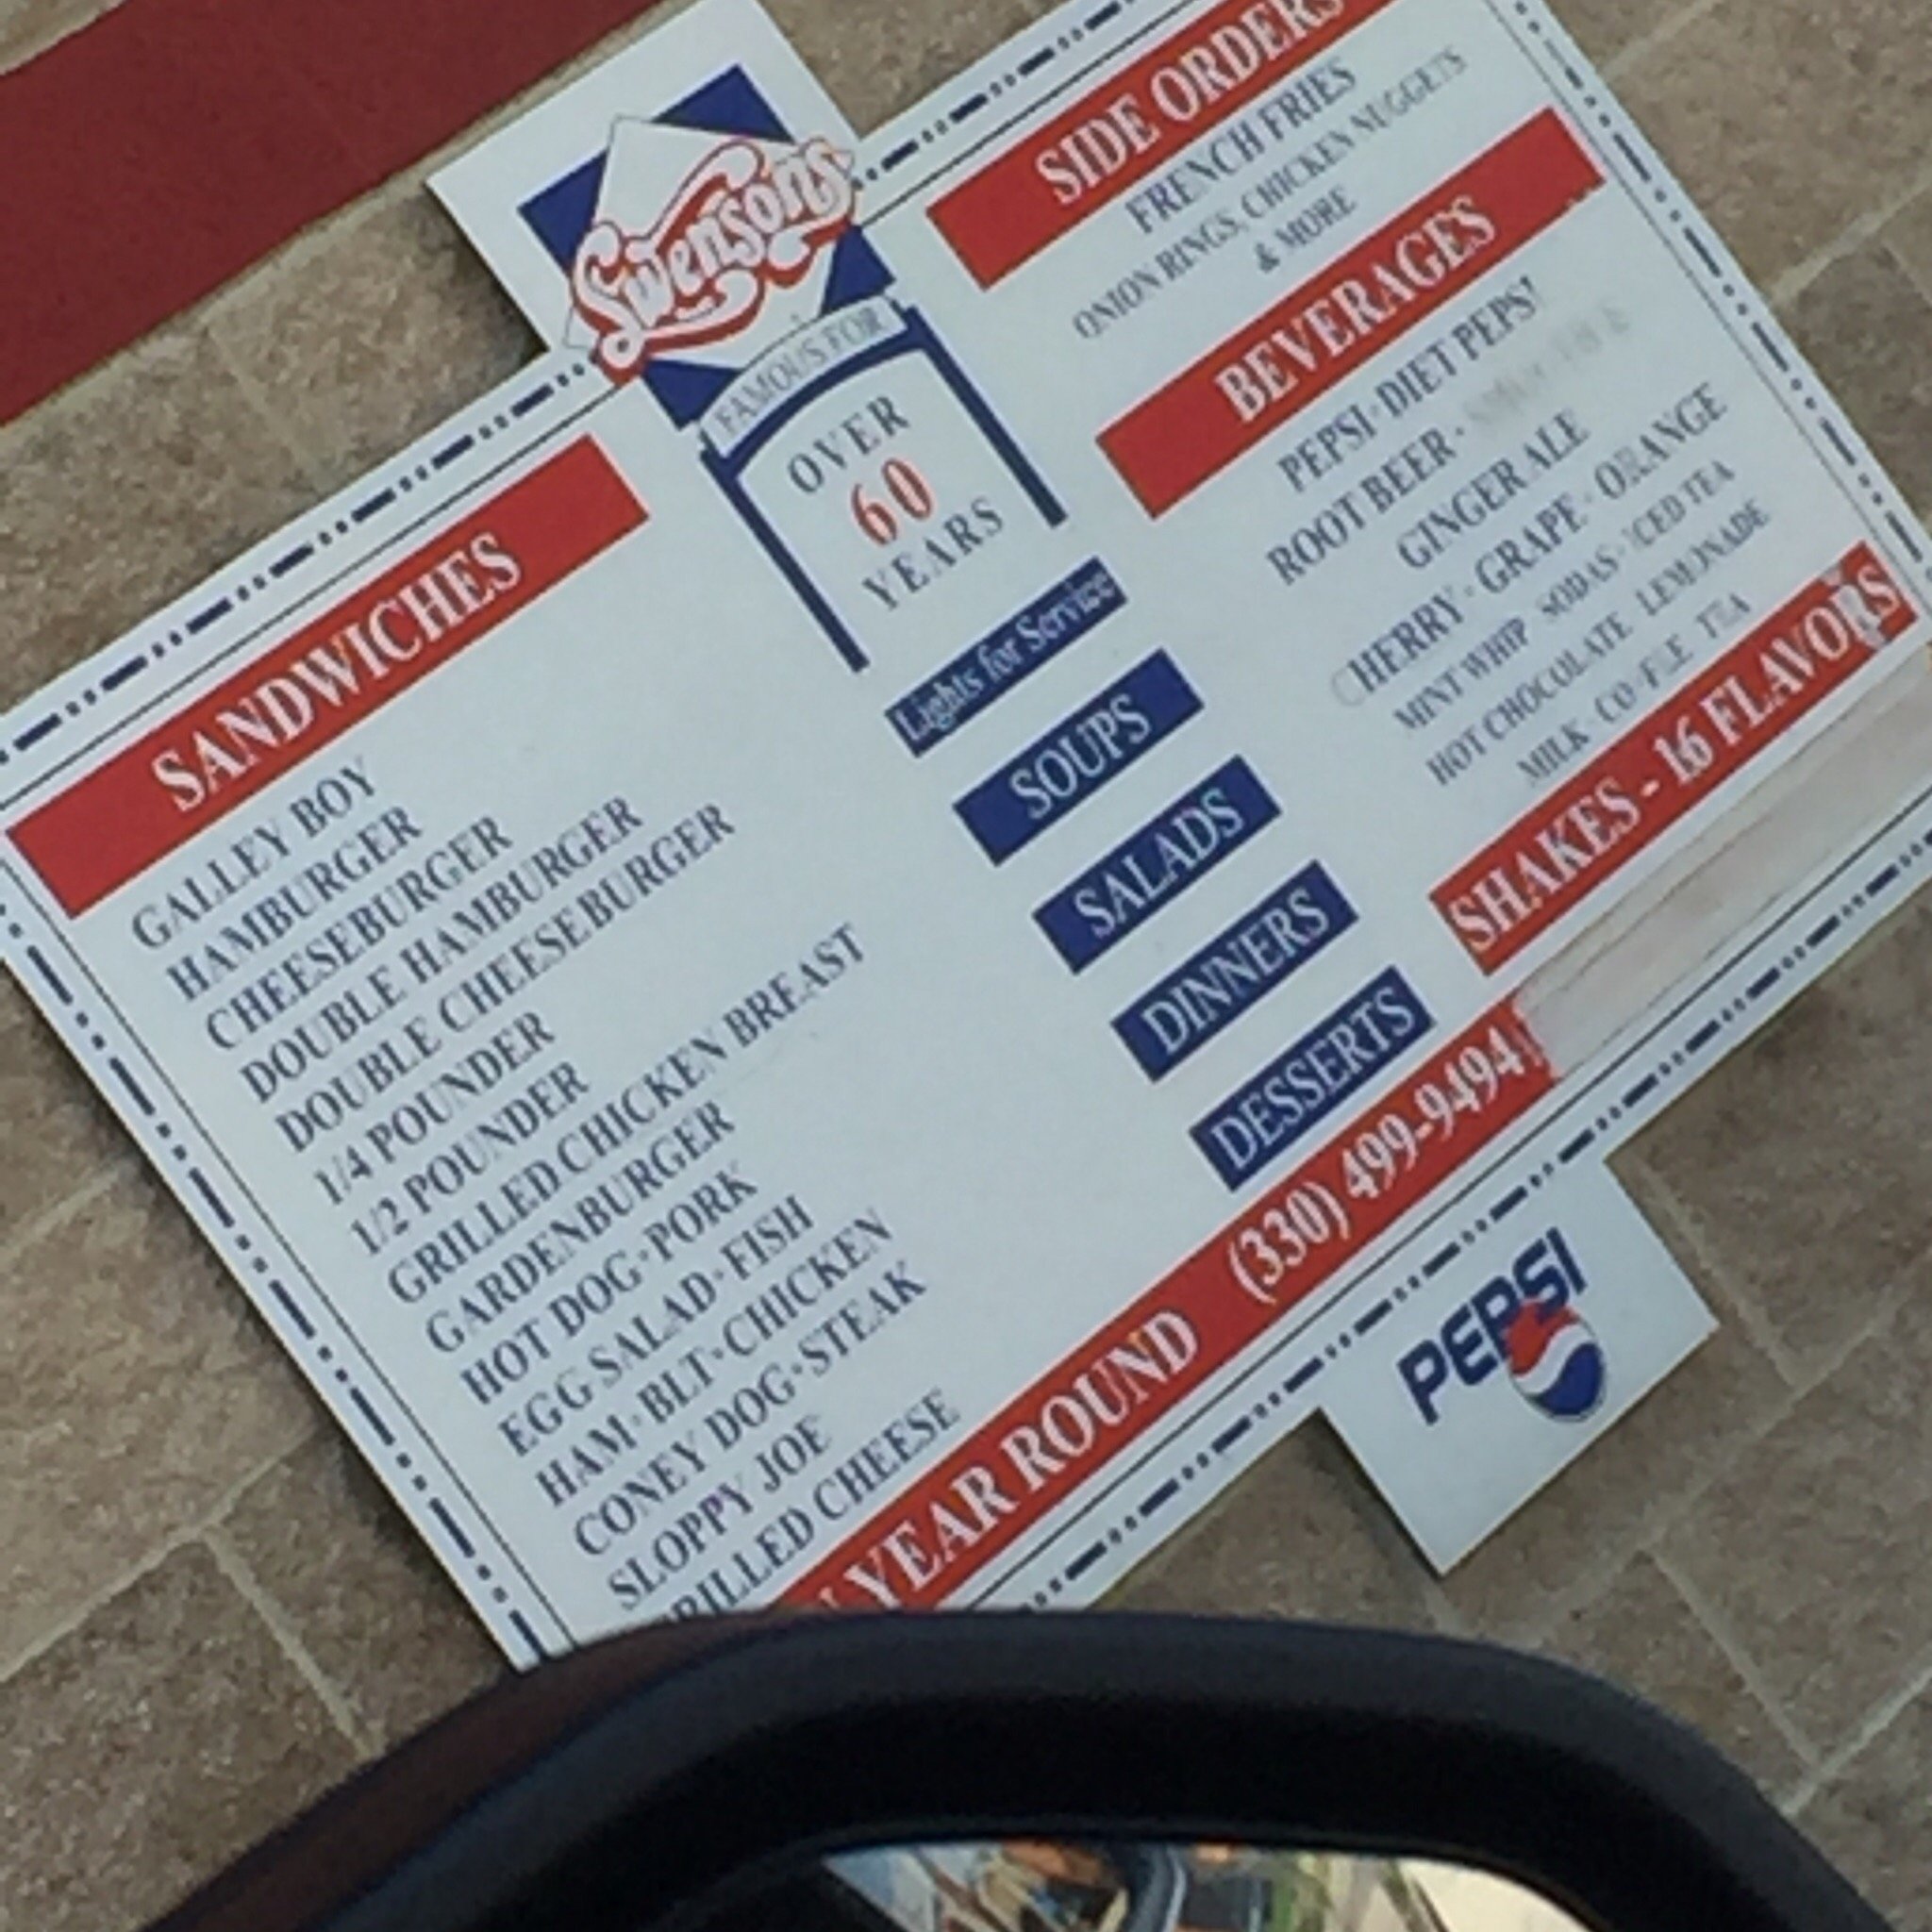 Swensons
FAMOUS FOR
OVER
60
YEARS
Lights for Service
SOUPS
SALADS
DINNERS
DESSERTS
SANDWICHES
GALLEY BOY
HAMBURGER
CHEESEBURGER
DOUBLE HAMBURGER
DOUBLE CHEESEBURGER
1/4 POUNDER
1/2 POUNDER
GRILLED CHICKEN BREAST
GARDENBURGER
HOT DOG · PORK
EGG SALAD · FISH
HAM · BLT · CHICKEN
CONEY DOG · STEAK
SLOPPY JOE
RILLED CHEESE
SIDE ORDERS
FRENCH FRIES
ONION RINGS, CHICKEN NUGGETS
& MORE
BEVERAGES
PEPSI · DIET PEPSI
ROOT BEER ·
GINGER ALE
CHERRY · GRAPE · ORANGE
MINT WHIP SODAS · ICED TEA
HOT CHOCOLATE LEMONADE
MILK · COFFEE TEA
SHAKES - 16 FLAVORS
YEAR ROUND (330) 499-9494
PEPSI